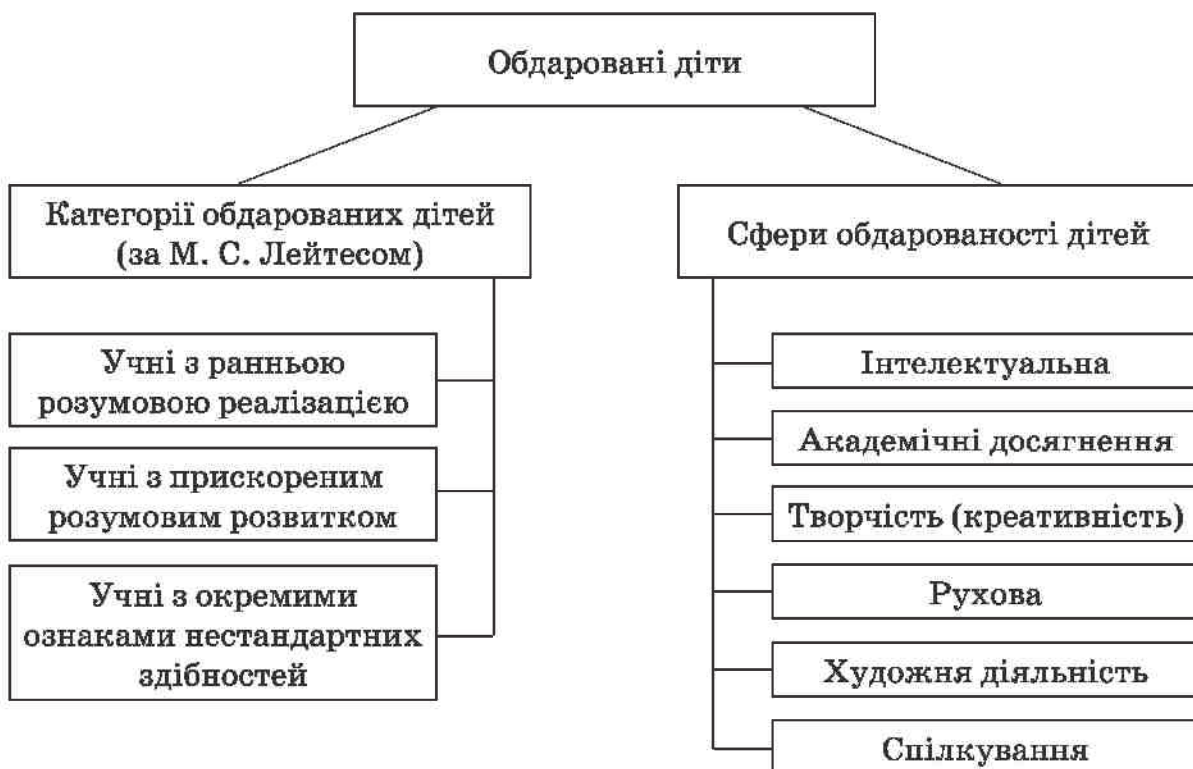 Обдаровані діти
Категорії обдарованих дітей
(за М. С. Лейтесом)
Учні з ранньою
розумовою реалізацією
Учні з прискореним
розумовим розвитком
Учні з окремими
ознаками нестандартних
здібностей
Сфери обдарованості дітей
Інтелектуальна
Академічні досягнення
Творчість (креативність)
Рухова
Художня діяльність
Спілкування